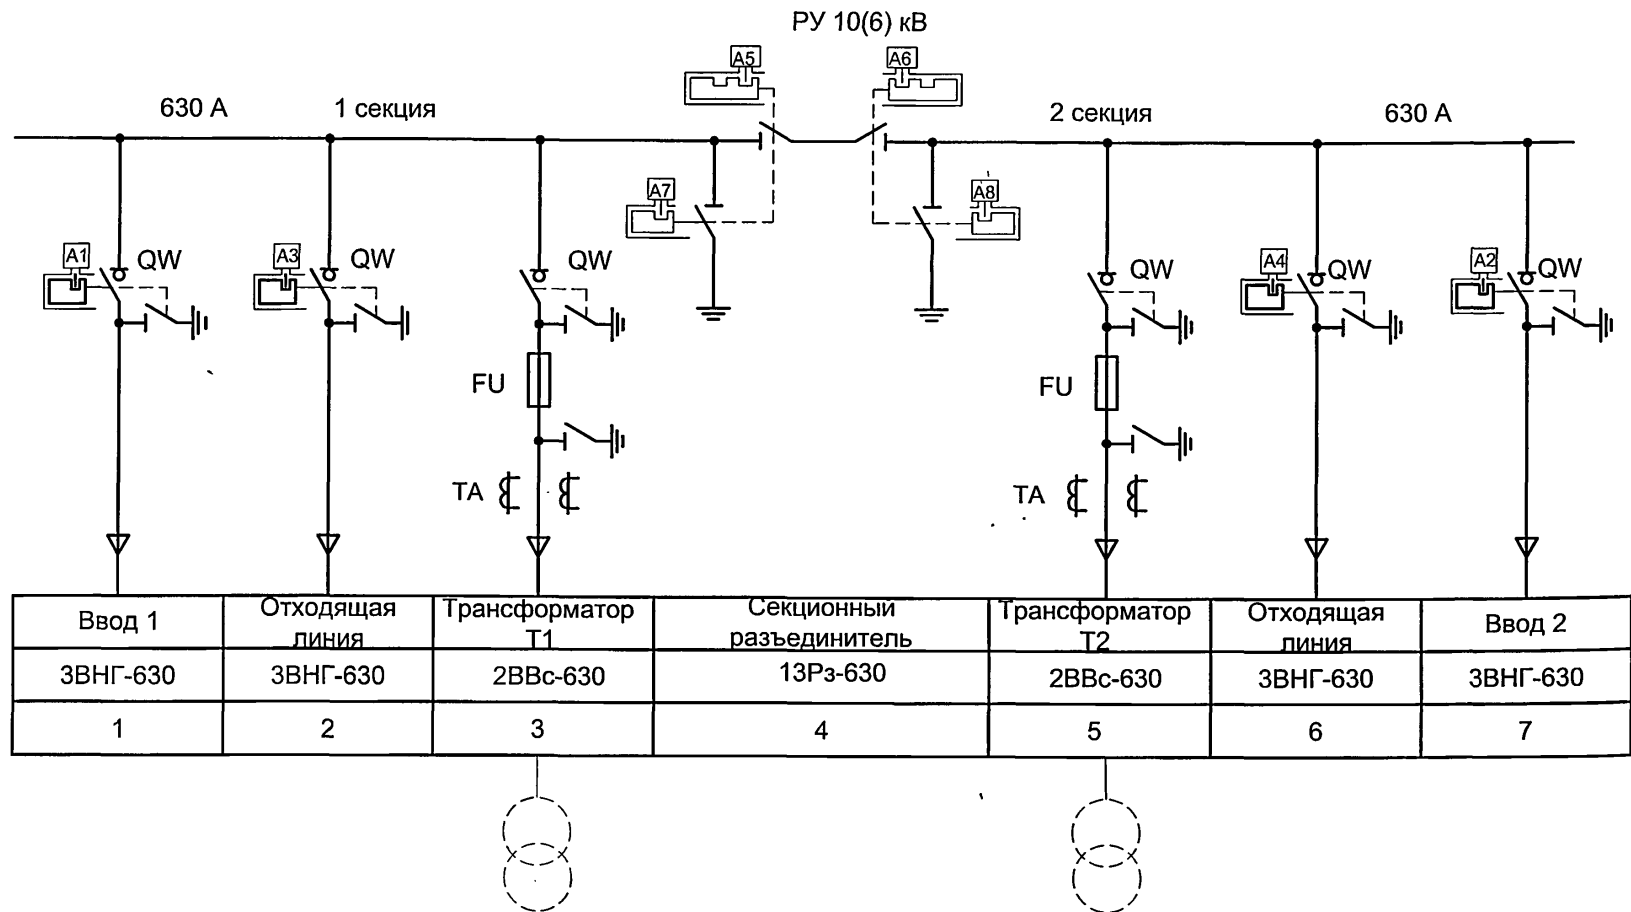 РУ 10(6) кВ
A5
A6
630 А
1 секция
2 секция
630 А
A7
A8
A1
QW
A3
QW
QW
QW
A4
QW
A2
QW
FU
FU
TA
TA
Ввод 1
Отходящая
линия
Трансформатор
Т1
Секционный
разъединитель
Трансформатор
Т2
Отходящая
линия
Ввод 2
3ВНГ-630
3ВНГ-630
2ВВс-630
13Рз-630
2ВВс-630
3ВНГ-630
3ВНГ-630
1
2
3
4
5
6
7